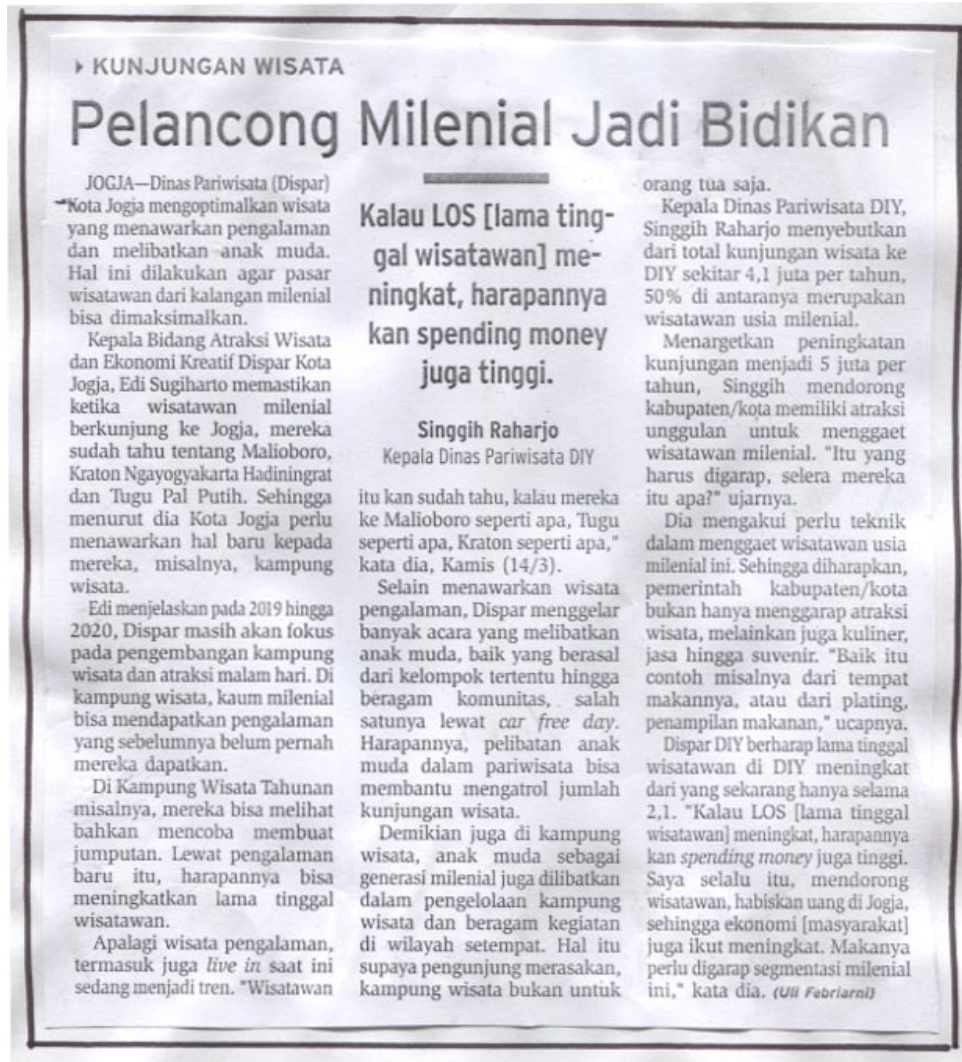 KUNJUNGAN WISATA
Pelancong Milenial Jadi Bidikan
JOGJA—Dinas Pariwisata (Dispar)
Kota Jogja mengoptimalkan wisata
yang menawarkan pengalaman
dan melibatkan anak muda.
Hal ini dilakukan agar pasar
wisatawan dari kalangan milenial
bisa dimaksimalkan.
Kepala Bidang Atraksi Wisata
dan Ekonomi Kreatif Dispar Kota
Jogja, Edi Sugiharto memastikan
ketika wisatawan milenial
berkunjung ke Jogja, mereka
sudah tahu tentang Malioboro,
Kraton Ngayogyakarta Hadiningrat
dan Tugu Pal Putih. Sehingga
menurut dia Kota Jogja perlu
menawarkan hal baru kepada
mereka, misalnya, kampung
wisata.
Edi menjelaskan pada 2019 hingga
2020, Dispar masih akan fokus
pada pengembangan kampung
wisata dan atraksi malam hari. Di
kampung wisata, kaum milenial
bisa mendapatkan pengalaman
yang sebelumnya belum pernah
mereka dapatkan.
Di Kampung Wisata Tahunan
misalnya, mereka bisa melihat
bahkan mencoba membuat
jumputan. Lewat pengalaman
baru itu, harapannya bisa
meningkatkan lama tinggal
wisatawan.
Apalagi wisata pengalaman,
termasuk juga live in saat ini
sedang menjadi tren. "Wisatawan
Kalau LOS [lama ting-
gal wisatawan] me-
ningkat, harapannya
kan spending money
juga tinggi.
Singgih Raharjo
Kepala Dinas Pariwisata DIY
itu kan sudah tahu, kalau mereka
ke Malioboro seperti apa, Tugu
seperti apa, Kraton seperti apa,"
kata dia, Kamis (14/3).
Selain menawarkan wisata
pengalaman, Dispar menggelar
banyak acara yang melibatkan
anak muda, baik yang berasal
dari kelompok tertentu hingga
beragam komunitas, salah
satunya lewat car free day.
Harapannya, pelibatan anak
muda dalam pariwisata bisa
membantu mengatrol jumlah
kunjungan wisata.
Demikian juga di kampung
wisata, anak muda sebagai
generasi milenial juga dilibatkan
dalam pengelolaan kampung
wisata dan beragam kegiatan
di wilayah setempat. Hal itu
supaya pengunjung merasakan,
kampung wisata bukan untuk
orang tua saja.
Kepala Dinas Pariwisata DIY,
Singgih Raharjo menyebutkan
dari total kunjungan wisata ke
DIY sekitar 4,1 juta per tahun,
50% di antaranya merupakan
wisatawan usia milenial.
Menargetkan peningkatan
kunjungan menjadi 5 juta per
tahun, Singgih mendorong
kabupaten/kota memiliki atraksi
unggulan untuk menggaet
wisatawan milenial. "Itu yang
harus digarap, selera mereka
itu apa?" ujarnya.
Dia mengakui perlu teknik
dalam menggaet wisatawan usia
milenial ini. Sehingga diharapkan,
pemerintah kabupaten/kota
bukan hanya menggarap atraksi
wisata, melainkan juga kuliner,
jasa hingga suvenir. "Baik itu
contoh misalnya dari tempat
makannya, atau dari plating,
penampilan makanan," ucapnya.
Dispar DIY berharap lama tinggal
wisatawan di DIY meningkat
dari yang sekarang hanya selama
2,1. "Kalau LOS [lama tinggal
wisatawan] meningkat, harapannya
kan spending money juga tinggi.
Saya selalu itu, mendorong
wisatawan, habiskan uang di Jogja,
sehingga ekonomi [masyarakat]
juga ikut meningkat. Makanya
perlu digarap segmentasi milenial
ini," kata dia. (Uli Febriarni)